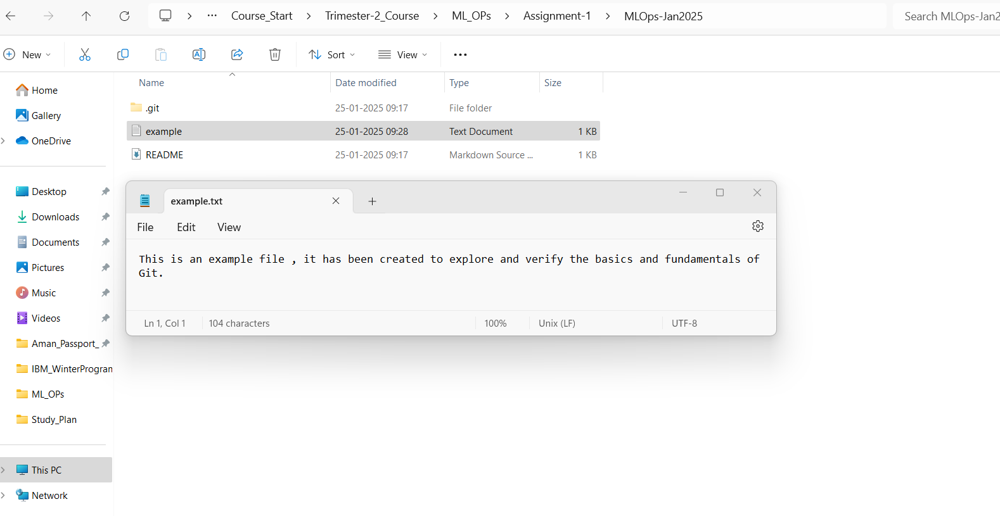 ··· Course_Start > Trimester-2_Course > ML_OPs > Assignment-1 > MLOps-Jan2025
Search MLOps-Jan2
New Sort View ···
Name Date modified Type Size
.git 25-01-2025 09:17 File folder
example 25-01-2025 09:28 Text Document 1 KB
README 25-01-2025 09:17 Markdown Source ... 1 KB
Home
Gallery
OneDrive
Desktop
Downloads
Documents
Pictures
Music
Videos
Aman_Passport_
IBM_WinterProgram
ML_OPs
Study_Plan
This PC
Network
example.txt
File Edit View
This is an example file , it has been created to explore and verify the basics and fundamentals of
Git.
Ln 1, Col 1 104 characters 100% Unix (LF) UTF-8